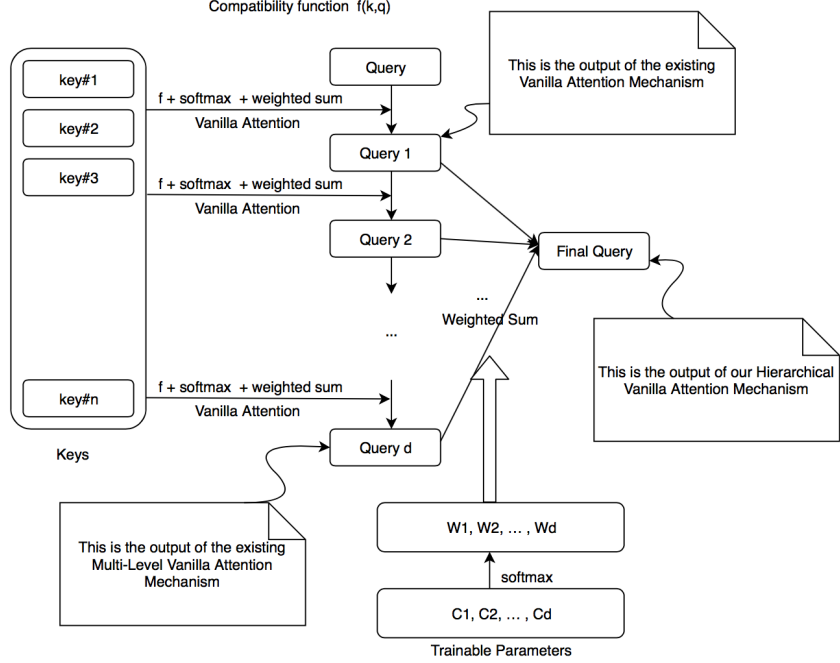 Compatibility function f(k,q)
key#1
key#2
key#3
key#n
Keys
f + softmax + weighted sum
Vanilla Attention
f + softmax + weighted sum
Vanilla Attention
f + softmax + weighted sum
Vanilla Attention
Query
Query 1
Query 2
...
Query d
This is the output of the existing
Vanilla Attention Mechanism
Final Query
...
Weighted Sum
This is the output of our Hierarchical
Vanilla Attention Mechanism
This is the output of the existing
Multi-Level Vanilla Attention
Mechanism
W1, W2, ... , Wd
softmax
C1, C2, ... , Cd
Trainable Parameters